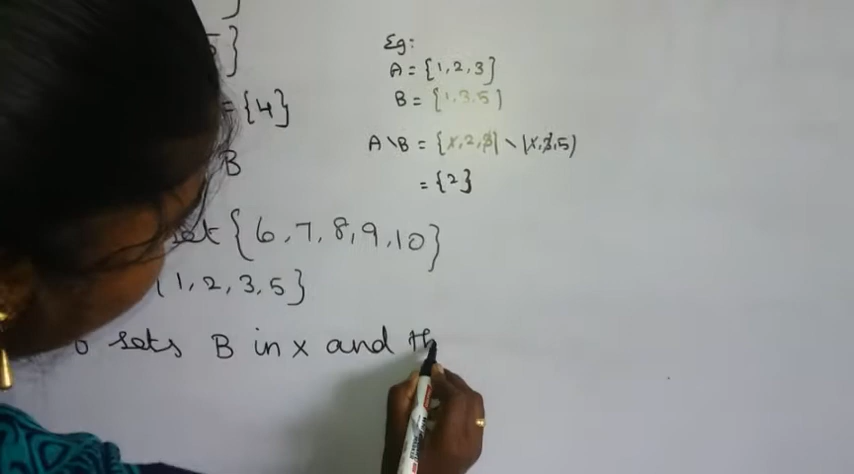 }
}
Eg:
A = {1, 2, 3}
B = {1, 3, 5}
= {4}
A \ B = {1, 2, 3} \ {1, 3, 5}
B
= {2}
set {6, 7, 8, 9, 10}
{1, 2, 3, 5}
sets B in x and th